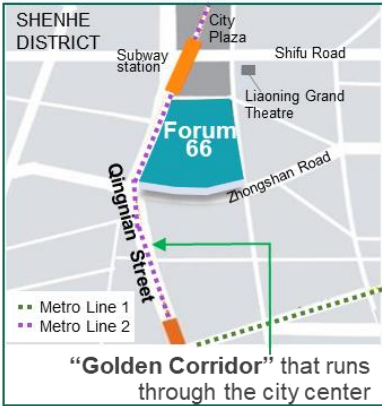 SHENHE
DISTRICT
City
Plaza
Subway
station
Shifu Road
Liaoning Grand
Theatre
Forum
66
Zhongshan Road
Qingnian Street
Metro Line 1
Metro Line 2
“Golden Corridor” that runs
through the city center